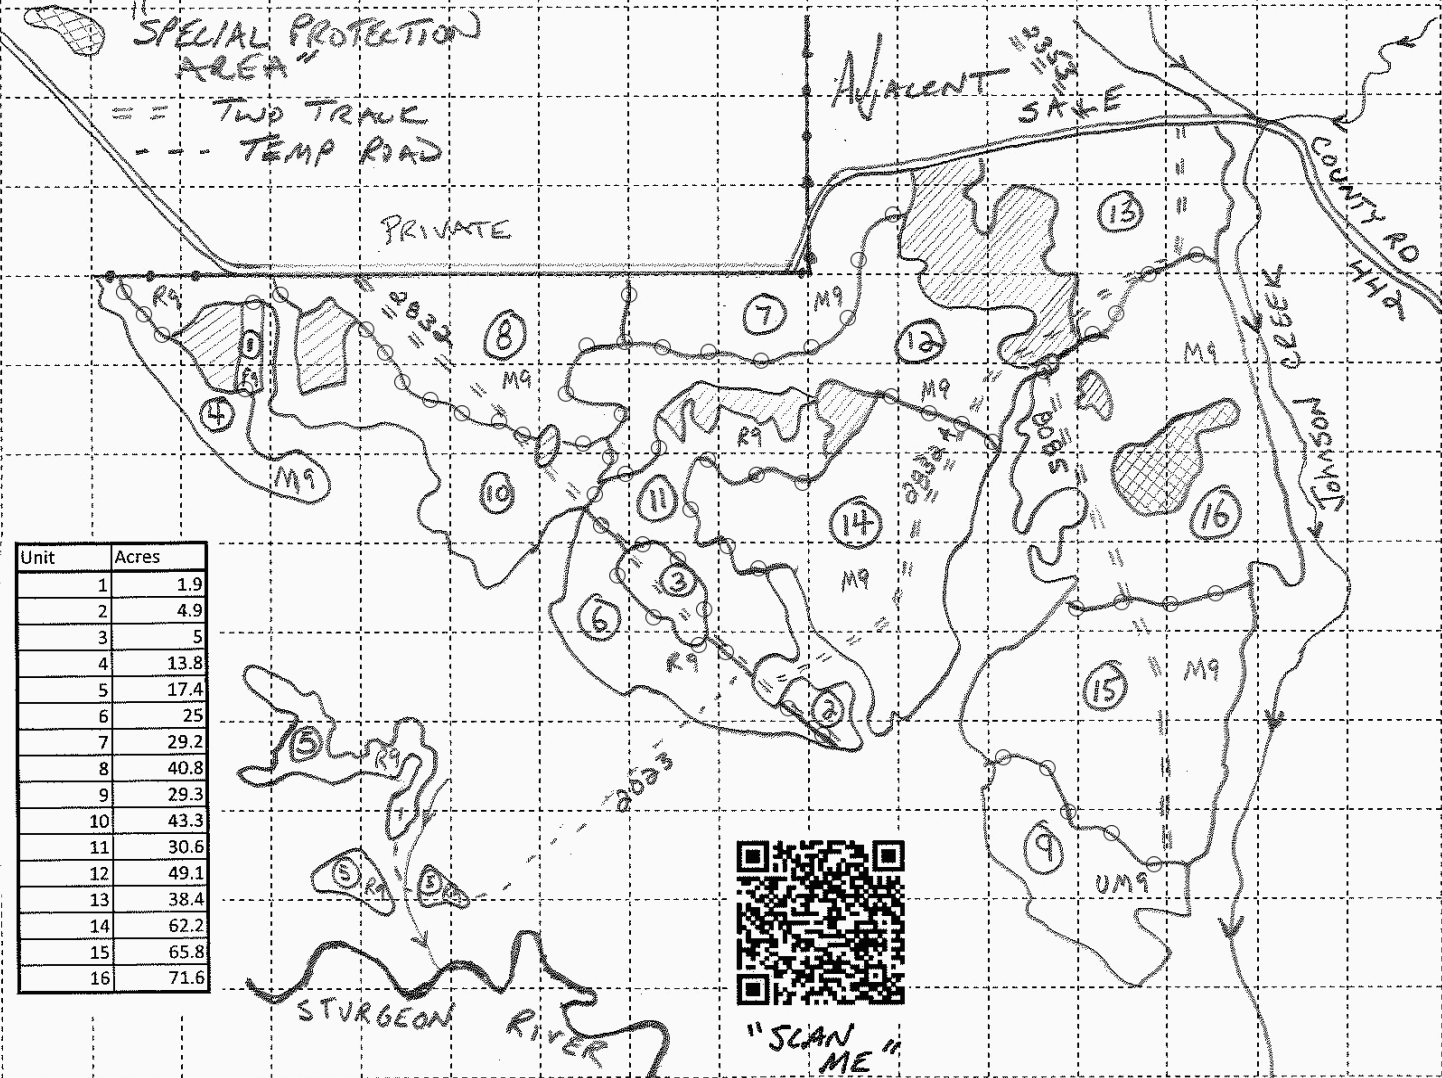 "SPECIAL PROTECTION
AREA"
= = TWO TRACK
- - - TEMP ROAD
PRIVATE
ADJACENT
SALE
2353
COUNTY RD
442
CREEK
JOHNSON
R9
1
R9
4
M9
2832
8
M9
7
M9
12
M9
13
M9
R9
10
11
14
M9
2832A
BOBS
16
3
6
R9
2
15
M9
9
UM9
5
R9
5
R9
5
2023
STURGEON RIVER
"SCAN
ME"
Unit Acres
1 1.9
2 4.9
3 5
4 13.8
5 17.4
6 25
7 29.2
8 40.8
9 29.3
10 43.3
11 30.6
12 49.1
13 38.4
14 62.2
15 65.8
16 71.6